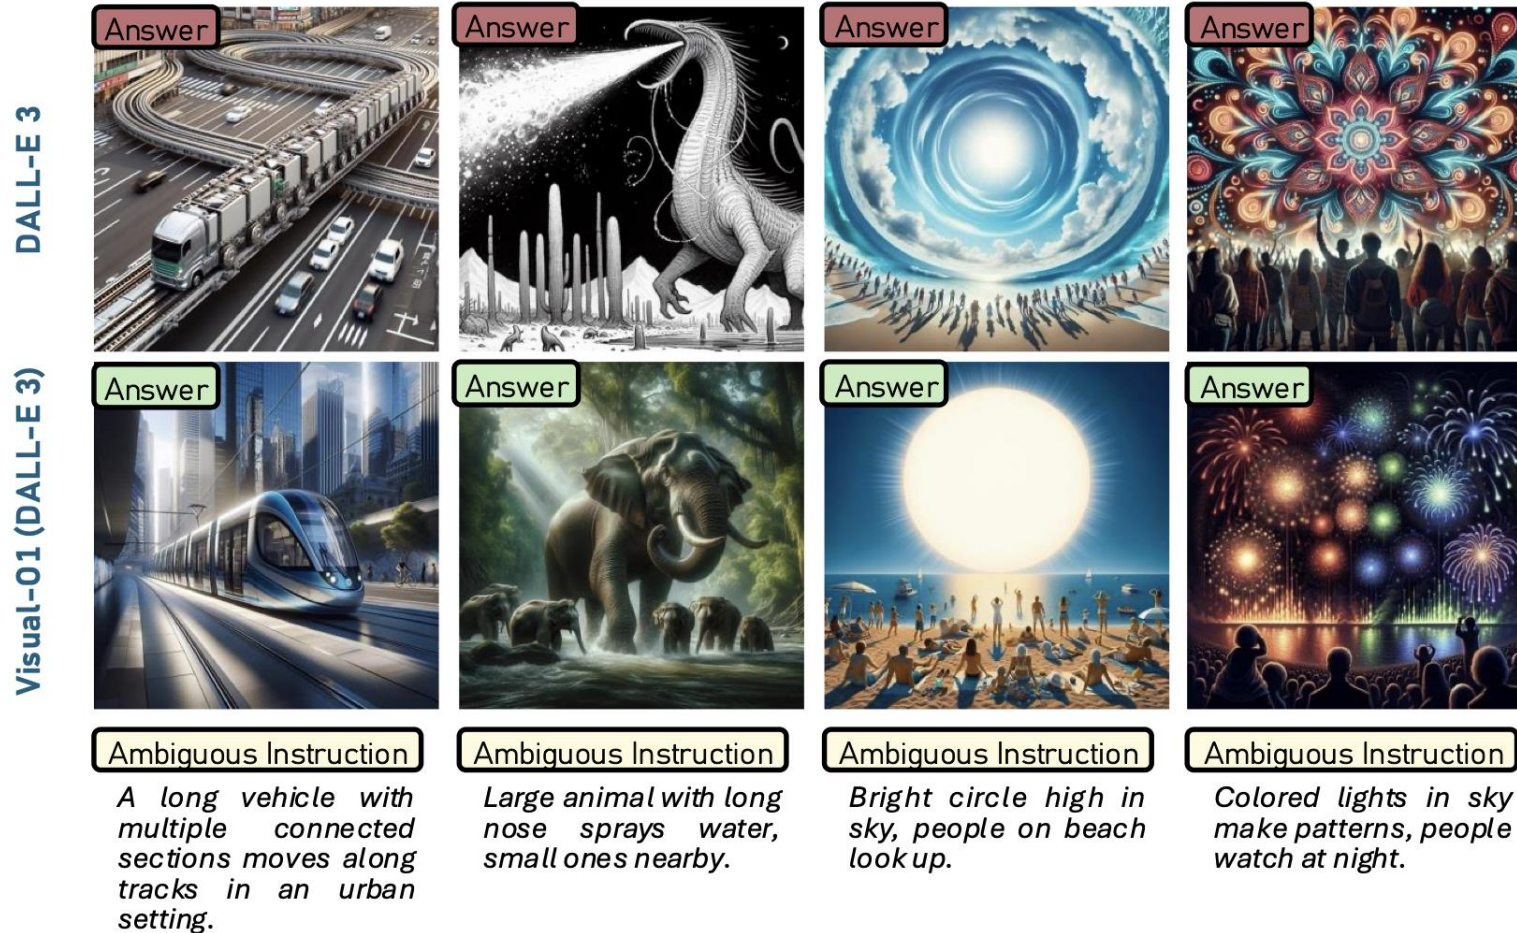 DALL-E 3
Answer
Answer
Answer
Answer
Visual-O1 (DALL-E 3)
Answer
Answer
Answer
Answer
Ambiguous Instruction
A long vehicle with
multiple connected
sections moves along
tracks in an urban
setting.
Ambiguous Instruction
Large animal with long
nose sprays water,
small ones nearby.
Ambiguous Instruction
Bright circle high in
sky, people on beach
look up.
Ambiguous Instruction
Colored lights in sky
make patterns, people
watch at night.